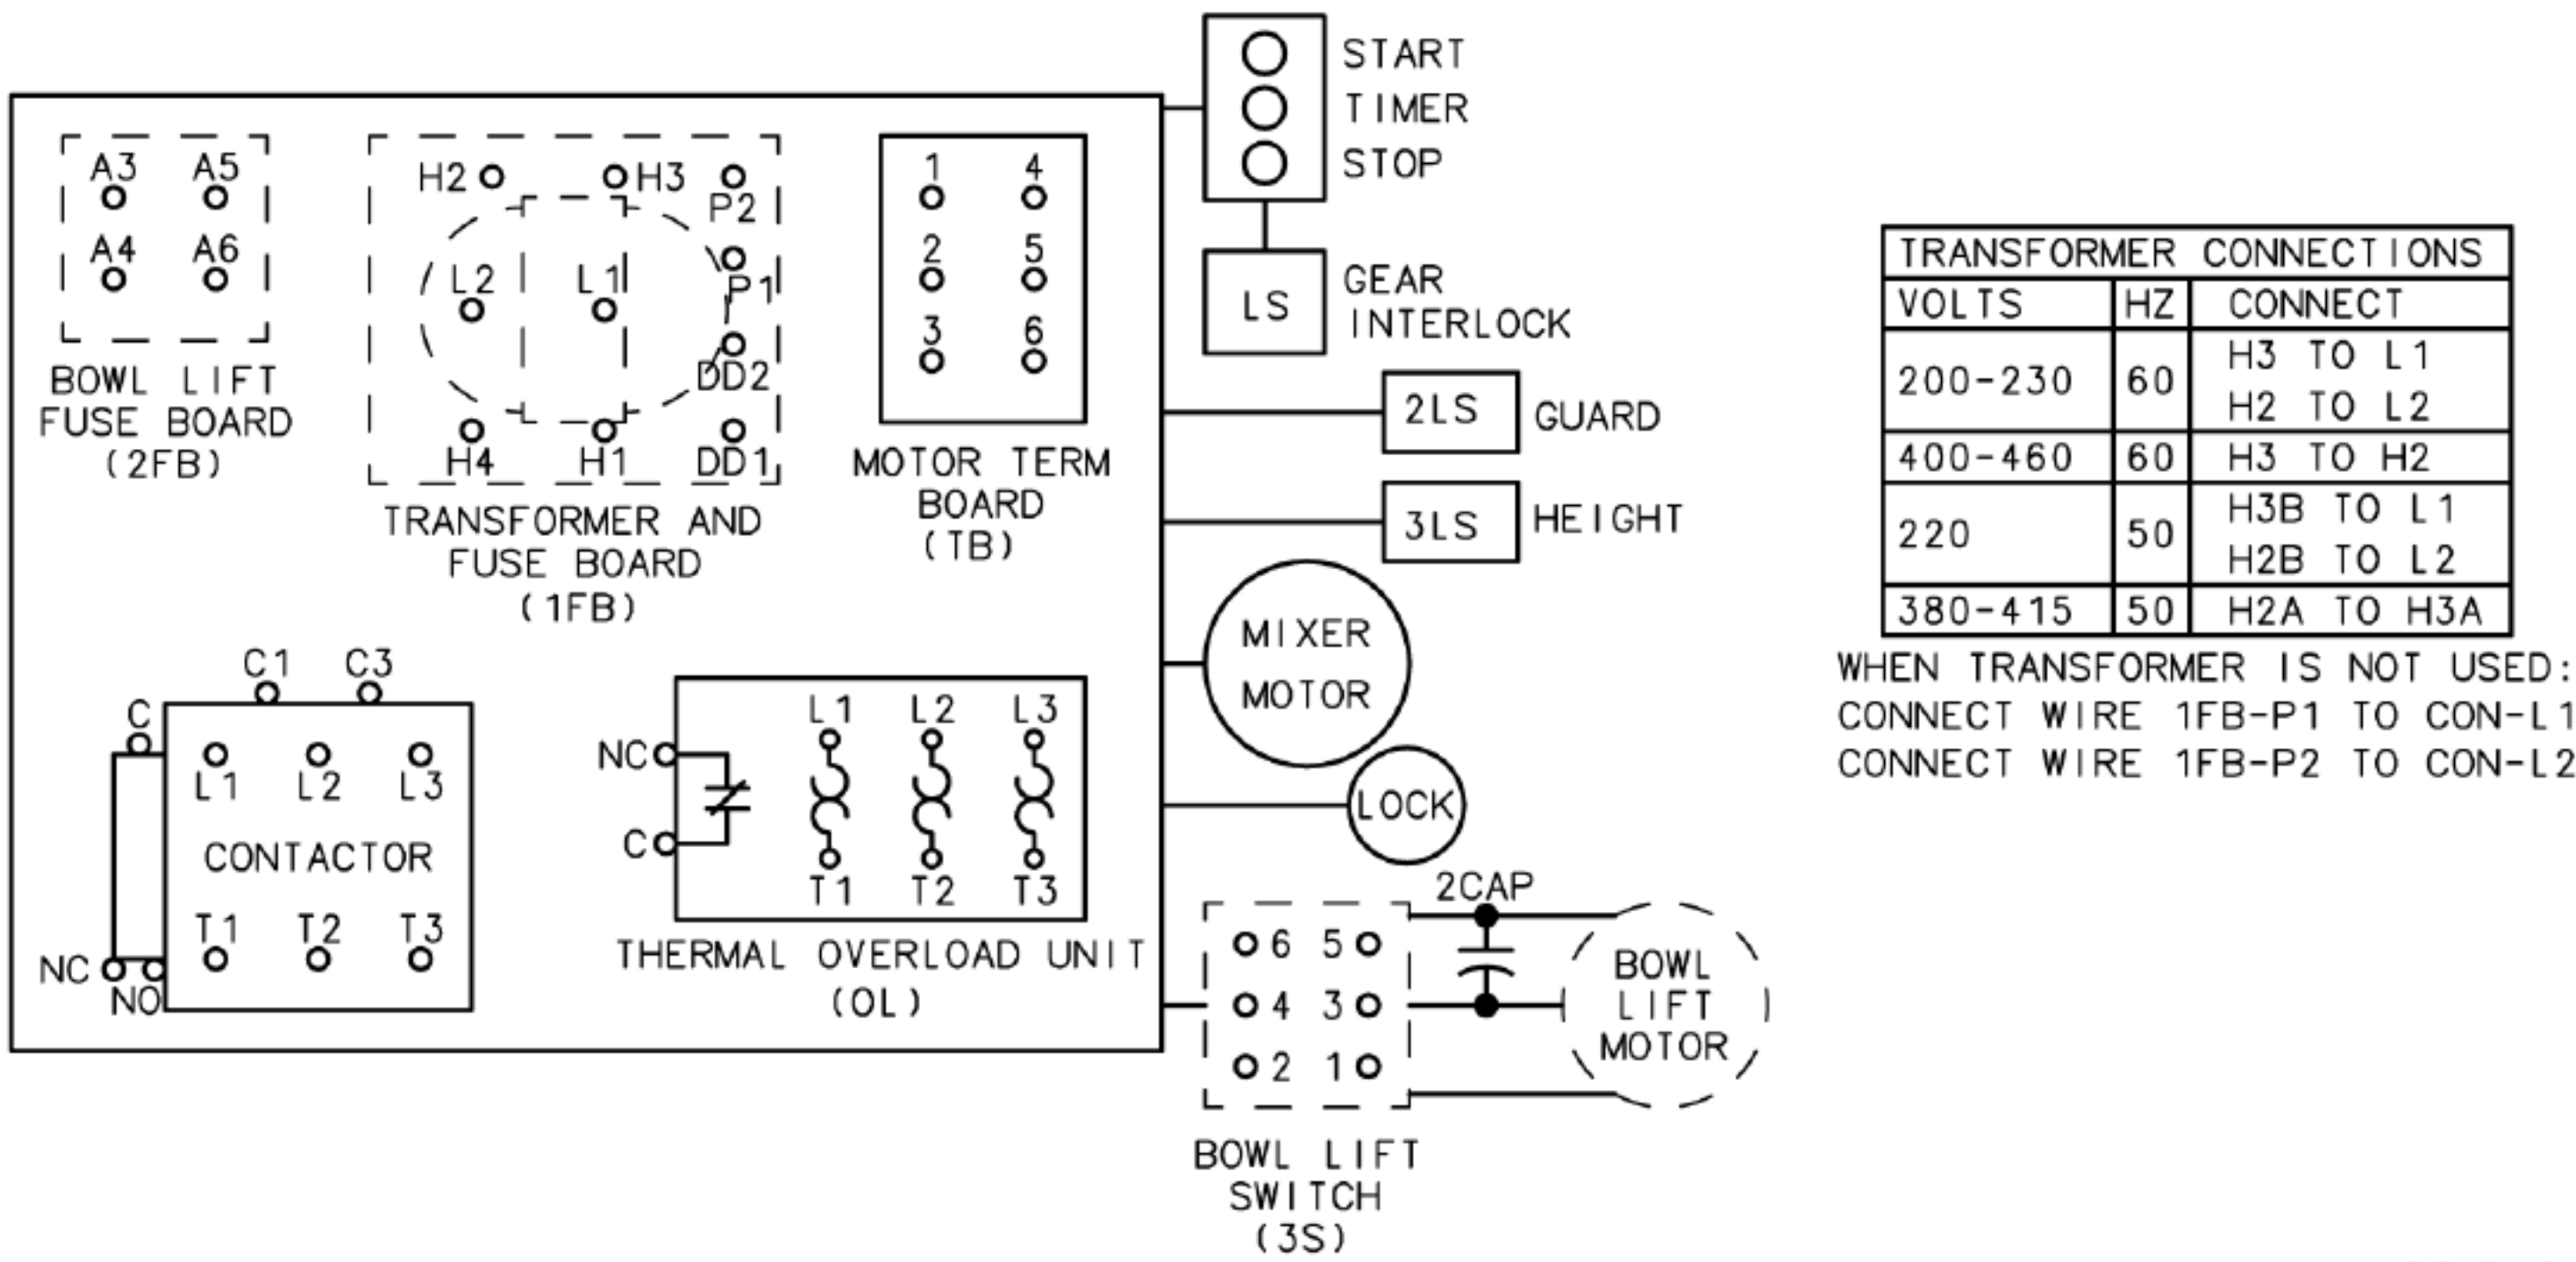 START
TIMER
STOP
A3 A5
A4 A6
BOWL LIFT
FUSE BOARD
(2FB)
H2 H3 P2
L2 L1 P1
DD2
H4 H1 DD1
TRANSFORMER AND
FUSE BOARD
(1FB)
1 4
2 5
3 6
MOTOR TERM
BOARD
(TB)
LS
GEAR
INTERLOCK
2LS GUARD
3LS HEIGHT
MIXER
MOTOR
LOCK
C1 C3
C
L1 L2 L3
CONTACTOR
T1 T2 T3
NC
NO
L1 L2 L3
NC
C
T1 T2 T3
THERMAL OVERLOAD UNIT
(OL)
2CAP
6 5
4 3
2 1
BOWL
LIFT
MOTOR
BOWL LIFT
SWITCH
(3S)
TRANSFORMER CONNECTIONS
VOLTS HZ CONNECT
200-230 60 H3 TO L1
H2 TO L2
400-460 60 H3 TO H2
220 50 H3B TO L1
H2B TO L2
380-415 50 H2A TO H3A
WHEN TRANSFORMER IS NOT USED:
CONNECT WIRE 1FB-P1 TO CON-L1
CONNECT WIRE 1FB-P2 TO CON-L2